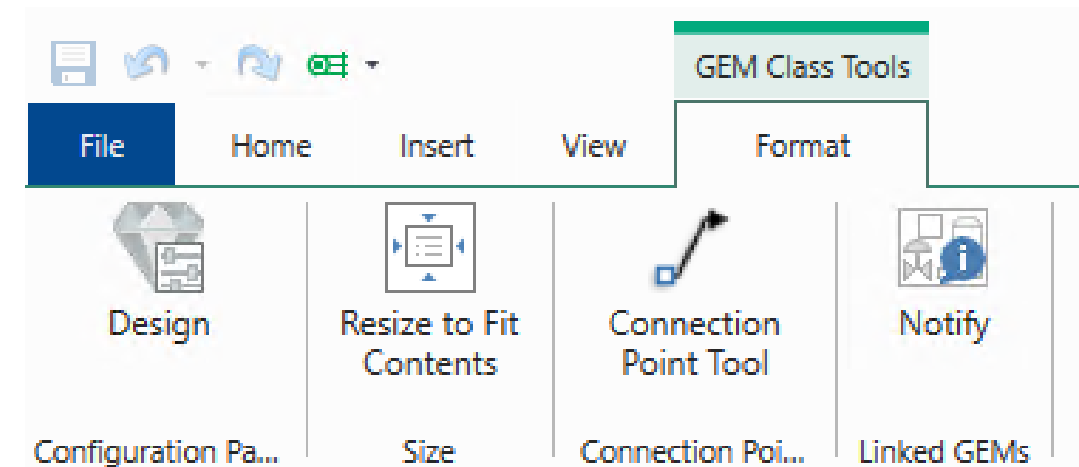 GEM Class Tools
File Home Insert View Format
Design Resize to Fit Contents Connection Point Tool Notify
Configuration Pa... Size Connection Poi... Linked GEMs